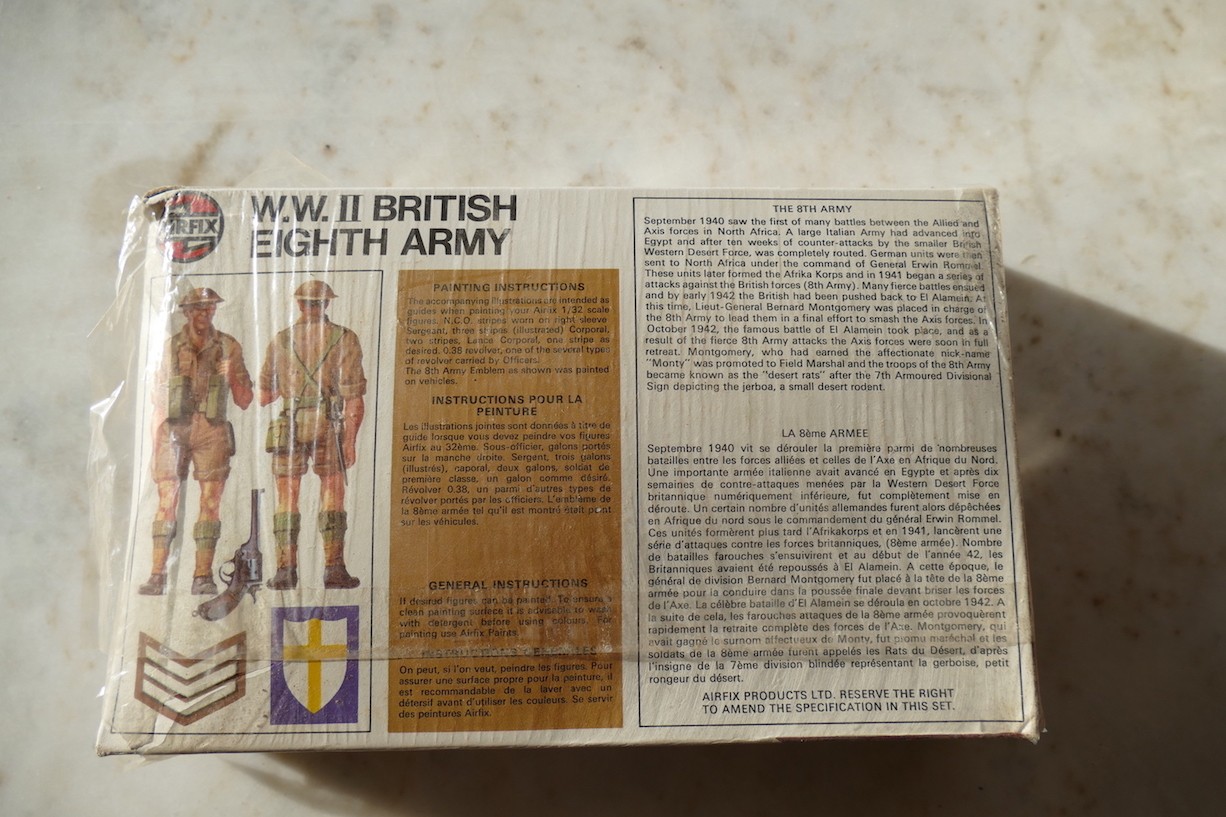 AIRFIX
W.W. II BRITISH
EIGHTH ARMY
PAINTING INSTRUCTIONS
The accompanying illustrations are intended as
guides when painting your Airfix 1/32 scale
figures. N.C.O. stripes worn on right sleeve
Sergeant, three stripes (illustrated) Corporal,
two stripes, Lance Corporal, one stripe as
desired. 0.38 revolver, one of the several types
of revolver carried by Officers.
The 8th Army Emblem as shown was painted
on vehicles.
INSTRUCTIONS POUR LA
PEINTURE
Les illustrations jointes sont données à titre de
guide lorsque vous devez peindre vos figures
Airfix au 32ème. Sous-officier, galons portés
sur la manche droite. Sergent, trois galons
(illustrés), caporal, deux galons, soldat de
première classe, un galon comme désiré.
Révolver 0.38, un parmi d'autres types de
révolver portés par les officiers. L'emblème de
la 8ème armée tel qu'il est montré était peint
sur les véhicules.
GENERAL INSTRUCTIONS
If desired figures can be painted. To ensure a
clean painting surface it is advisable to wash
with detergent before using colours. For
painting use Airfix Paints.
INSTRUCTIONS GENERALES
On peut, si l'on veut, peindre les figures. Pour
assurer une surface propre pour la peinture, il
est recommandable de la laver avec un
détersif avant d'utiliser les couleurs. Se servir
des peintures Airfix.
THE 8TH ARMY
September 1940 saw the first of many battles between the Allied and
Axis forces in North Africa. A large Italian Army had advanced into
Egypt and after ten weeks of counter-attacks by the smaller British
Western Desert Force, was completely routed. German units were then
sent to North Africa under the command of General Erwin Rommel
These units later formed the Afrika Korps and in 1941 began a series of
attacks against the British forces (8th Army). Many fierce battles ensued
and by early 1942 the British had been pushed back to El Alamein. At
this time, Lieut-General Bernard Montgomery was placed in charge of
the 8th Army to lead them in a final effort to smash the Axis forces. In
October 1942, the famous battle of El Alamein took place, and as a
result of the fierce 8th Army attacks the Axis forces were soon in full
retreat. Montgomery, who had earned the affectionate nick-name
"Monty" was promoted to Field Marshal and the troops of the 8th Army
became known as the "desert rats" after the 7th Armoured Divisional
Sign depicting the jerboa, a small desert rodent.
LA 8ème ARMEE
Septembre 1940 vit se dérouler la première parmi de nombreuses
batailles entre les forces alliées et celles de l'Axe en Afrique du Nord.
Une importante armée italienne avait avancé en Egypte et après dix
semaines de contre-attaques menées par la Western Desert Force
britannique numériquement inférieure, fut complètement mise en
déroute. Un certain nombre d'unités allemandes furent alors dépêchées
en Afrique du nord sous le commandement du général Erwin Rommel.
Ces unités formèrent plus tard l'Afrikakorps et en 1941, lancèrent une
série d'attaques contre les forces britanniques, (8ème armée). Nombre
de batailles farouches s'ensuivirent et au début de l'année 42, les
Britanniques avaient été repoussés à El Alamein. A cette époque, le
général de division Bernard Montgomery fut placé à la tête de la 8ème
armée pour la conduire dans la poussée finale devant briser les forces
de l'Axe. La célèbre bataille d'El Alamein se déroula en octobre 1942. A
la suite de cela, les farouches attaques de la 8ème armée provoquèrent
rapidement la retraite complète des forces de l'Axe. Montgomery, qui
avait gagné le surnom affectueux de Monty, fut promu maréchal et les
soldats de la 8ème armée furent appelés les Rats du Désert, d'après
l'insigne de la 7ème division blindée représentant la gerboise, petit
rongeur du désert.
AIRFIX PRODUCTS LTD. RESERVE THE RIGHT
TO AMEND THE SPECIFICATION IN THIS SET.